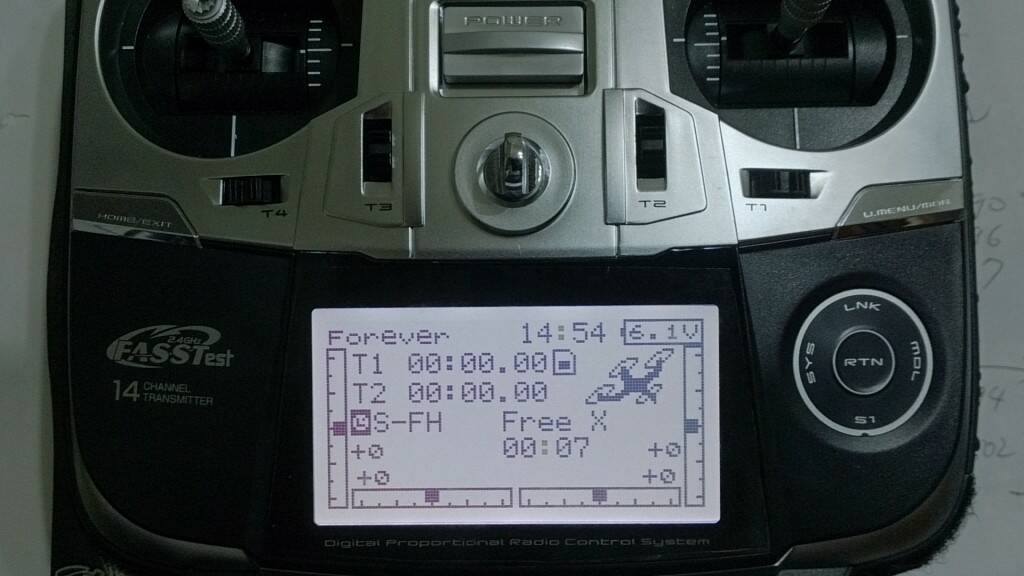 POWER
T4
T3
T2
T1
HOME/EXIT
U.MENU/MON.
2.4GHz
FASSTest
14 CHANNEL
TRANSMITTER
Forever 14:54 6.1V
T1 00:00.00
T2 00:00.00
S-FH Free X
00:07
+0 +0
+0 +0
LNK
SYS RTN MDL
S1
Digital Proportional Radio Control System